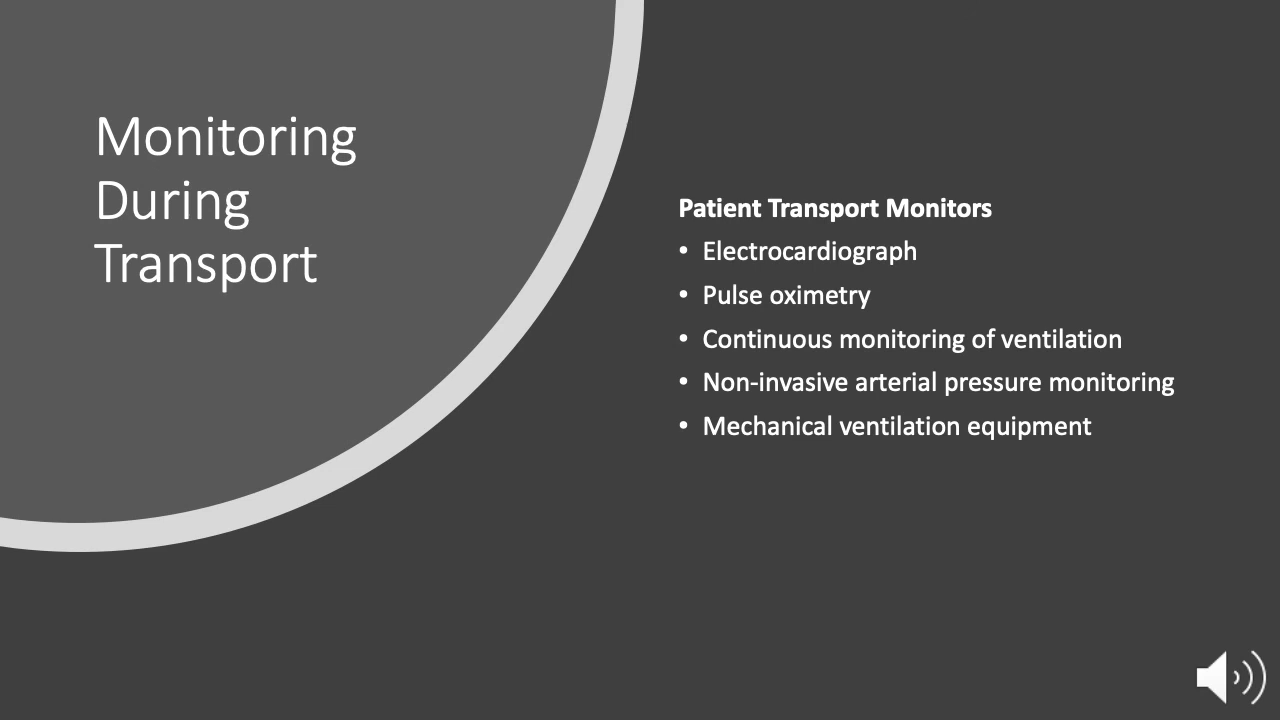 Monitoring
During
Transport
Patient Transport Monitors
• Electrocardiograph
• Pulse oximetry
• Continuous monitoring of ventilation
• Non-invasive arterial pressure monitoring
• Mechanical ventilation equipment